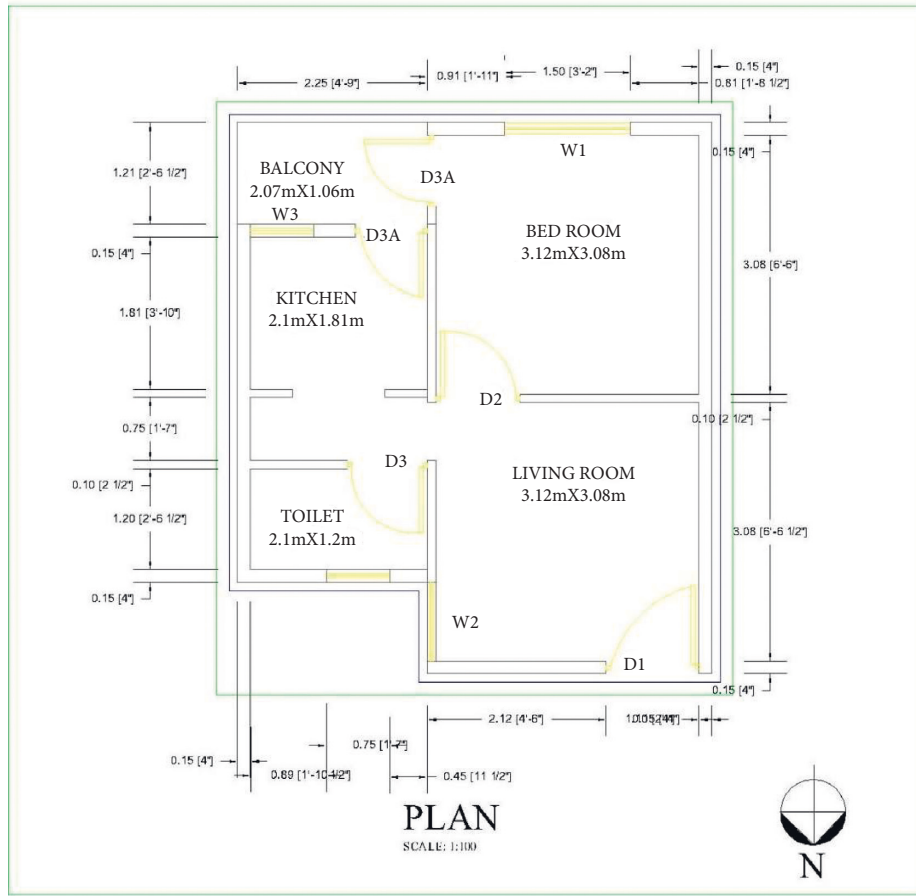 0.15 [4"]
0.91 [1'-11"]
1.50 [3'-2"]
2.25 [4'-9"]
0.61 [1'-6 1/2"]
W1
0.15 [4"]
BALCONY
2.07mX1.06m
D3A
1.21 [2'-6 1/2"]
W3
D3A
BED ROOM
3.12mX3.08m
0.15 [4"]
3.08 [6'-6"]
KITCHEN
2.1mX1.81m
1.81 [3'-10"]
D2
0.10 [2 1/2"]
0.75 [1'-7"]
D3
LIVING ROOM
3.12mX3.08m
0.10 [2 1/2"]
TOILET
2.1mX1.2m
1.20 [2'-6 1/2"]
3.08 [6'-6 1/2"]
0.15 [4"]
W2
D1
0.15 [4"]
2.12 [4'-6"]
0.75 [1'-7"]
0.15 [4"]
0.89 [1'-10 1/2"]
0.45 [11 1/2"]
PLAN
SCALE: 1:100
N